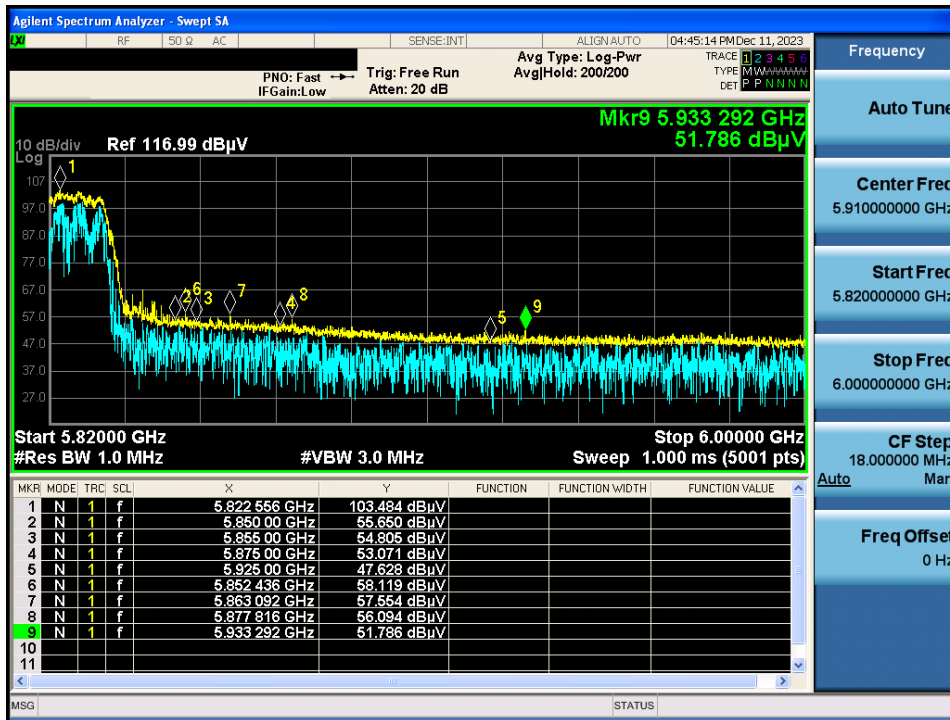 Agilent Spectrum Analyzer - Swept SA
LXI RF 50 Ω AC SENSE:INT ALIGN AUTO 04:45:14 PM Dec 11, 2023
PNO: Fast Trig: Free Run Avg Type: Log-Pwr TRACE 1 2 3 4 5 6
IFGain:Low Atten: 20 dB Avg|Hold: 200/200 TYPE M W W W W W
DET P P N N N N
Mkr9 5.933 292 GHz
51.786 dBµV
10 dB/div Ref 116.99 dBµV
Log
107
97.0
87.0
77.0
67.0
57.0
47.0
37.0
27.0
1
2
6
3
7
4
8
5
9
Start 5.82000 GHz Stop 6.00000 GHz
#Res BW 1.0 MHz #VBW 3.0 MHz Sweep 1.000 ms (5001 pts)
MKR MODE TRC SCL X Y FUNCTION FUNCTION WIDTH FUNCTION VALUE
1 N 1 f 5.822 556 GHz 103.484 dBµV
2 N 1 f 5.850 00 GHz 55.650 dBµV
3 N 1 f 5.855 00 GHz 54.805 dBµV
4 N 1 f 5.875 00 GHz 53.071 dBµV
5 N 1 f 5.925 00 GHz 47.628 dBµV
6 N 1 f 5.852 436 GHz 58.119 dBµV
7 N 1 f 5.863 092 GHz 57.554 dBµV
8 N 1 f 5.877 816 GHz 56.094 dBµV
9 N 1 f 5.933 292 GHz 51.786 dBµV
10
11
MSG STATUS
Frequency
Auto Tune
Center Freq
5.910000000 GHz
Start Freq
5.820000000 GHz
Stop Freq
6.000000000 GHz
CF Step
18.000000 MHz
Auto Man
Freq Offset
0 Hz